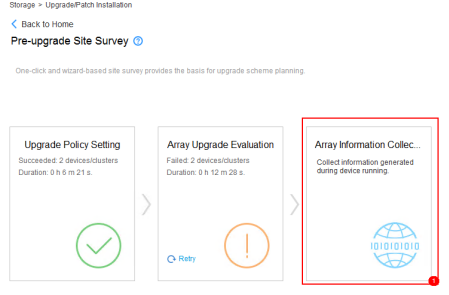 Storage > Upgrade/Patch Installation
Back to Home
Pre-upgrade Site Survey ?
One-click and wizard-based site survey provides the basis for upgrade scheme planning.
Upgrade Policy Setting
Succeeded: 2 devices/clusters
Duration: 0 h 6 m 21 s.
Array Upgrade Evaluation
Failed: 2 devices/clusters
Duration: 0 h 12 m 28 s.
Retry
Array Information Collec...
Collect information generated
during device running.
10101010
1